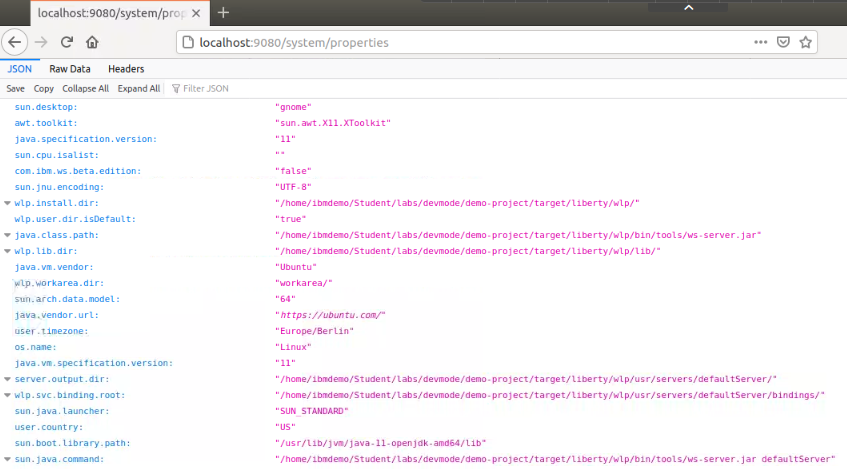 localhost:9080/system/prop
localhost:9080/system/properties
JSON Raw Data Headers
Save Copy Collapse All Expand All Filter JSON
sun.desktop: "gnome"
awt.toolkit: "sun.awt.X11.XToolkit"
java.specification.version: "11"
sun.cpu.isalist: ""
com.ibm.ws.beta.edition: "false"
sun.jnu.encoding: "UTF-8"
wlp.install.dir: "/home/ibmdemo/Student/labs/devmode/demo-project/target/liberty/wlp/"
wlp.user.dir.isDefault: "true"
java.class.path: "/home/ibmdemo/Student/labs/devmode/demo-project/target/liberty/wlp/bin/tools/ws-server.jar"
wlp.lib.dir: "/home/ibmdemo/Student/labs/devmode/demo-project/target/liberty/wlp/lib/"
java.vm.vendor: "Ubuntu"
wlp.workarea.dir: "workarea/"
sun.arch.data.model: "64"
java.vendor.url: "https://ubuntu.com/"
user.timezone: "Europe/Berlin"
os.name: "Linux"
java.vm.specification.version: "11"
server.output.dir: "/home/ibmdemo/Student/labs/devmode/demo-project/target/liberty/wlp/usr/servers/defaultServer/"
wlp.svc.binding.root: "/home/ibmdemo/Student/labs/devmode/demo-project/target/liberty/wlp/usr/servers/defaultServer/bindings/"
sun.java.launcher: "SUN_STANDARD"
user.country: "US"
sun.boot.library.path: "/usr/lib/jvm/java-11-openjdk-amd64/lib"
sun.java.command: "/home/ibmdemo/Student/labs/devmode/demo-project/target/liberty/wlp/bin/tools/ws-server.jar defaultServer"